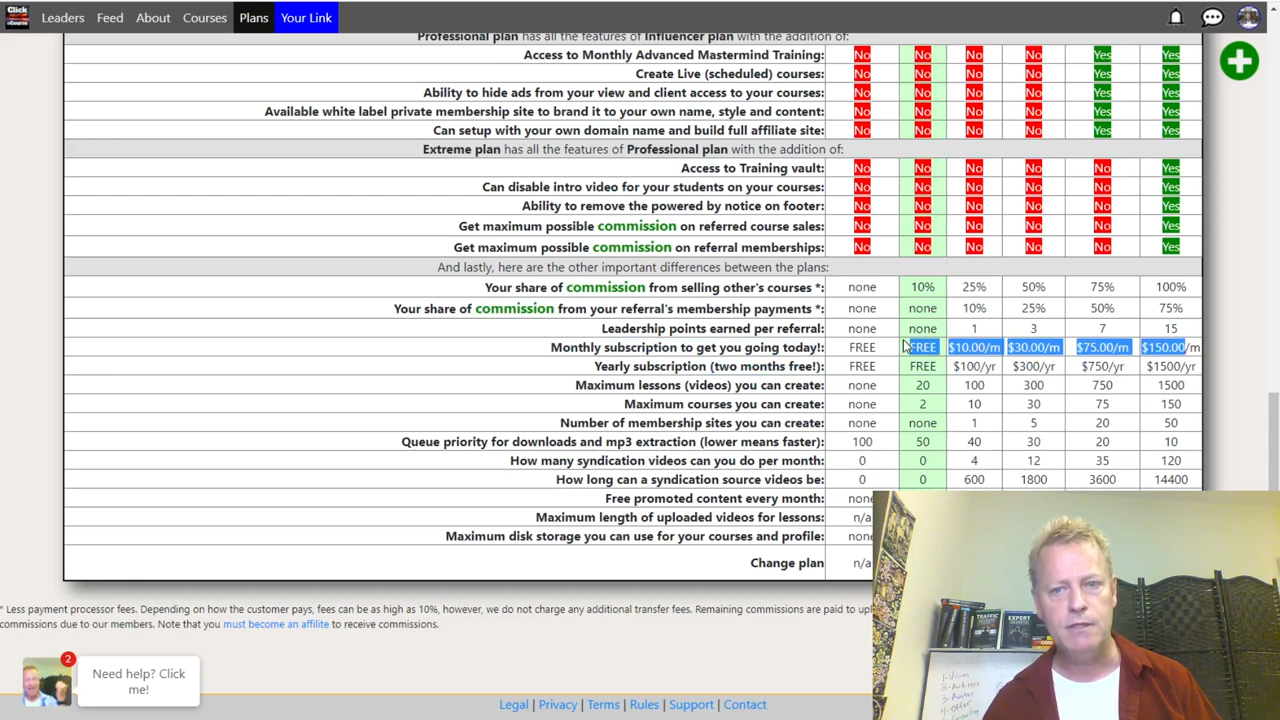 Click
eCourse
Leaders Feed About Courses Plans Your Link
Professional plan has all the features of Influencer plan with the addition of:
Access to Monthly Advanced Mastermind Training: No No No No Yes Yes
Create Live (scheduled) courses: No No No No Yes Yes
Ability to hide ads from your view and client access to your courses: No No No No Yes Yes
Available white label private membership site to brand it to your own name, style and content: No No No No Yes Yes
Can setup with your own domain name and build full affiliate site: No No No No Yes Yes
Extreme plan has all the features of Professional plan with the addition of:
Access to Training vault: No No No No No Yes
Can disable intro video for your students on your courses: No No No No No Yes
Ability to remove the powered by notice on footer: No No No No No Yes
Get maximum possible commission on referred course sales: No No No No No Yes
Get maximum possible commission on referral memberships: No No No No No Yes
And lastly, here are the other important differences between the plans:
Your share of commission from selling other's courses *: none 10% 25% 50% 75% 100%
Your share of commission from your referral's membership payments *: none none 10% 25% 50% 75%
Leadership points earned per referral: none none 1 3 7 15
Monthly subscription to get you going today!: FREE FREE $10.00/m $30.00/m $75.00/m $150.00/m
Yearly subscription (two months free!): FREE FREE $100/yr $300/yr $750/yr $1500/yr
Maximum lessons (videos) you can create: none 20 100 300 750 1500
Maximum courses you can create: none 2 10 30 75 150
Number of membership sites you can create: none none 1 5 20 50
Queue priority for downloads and mp3 extraction (lower means faster): 100 50 40 30 20 10
How many syndication videos can you do per month: 0 0 4 12 35 120
How long can a syndication source videos be: 0 0 600 1800 3600 14400
Free promoted content every month: none
Maximum length of uploaded videos for lessons: n/a
Maximum disk storage you can use for your courses and profile: none
Change plan n/a
* Less payment processor fees. Depending on how the customer pays, fees can be as high as 10%, however, we do not charge any additional transfer fees. Remaining commissions are paid to
commissions due to our members. Note that you must become an affilite to receive commissions.
2
Need help? Click
me!
Legal | Privacy | Terms | Rules | Support | Contact
TRAFFIC
SECRETS
EXPERT
SECRETS
1-Vision
2-Audience
4-Offer